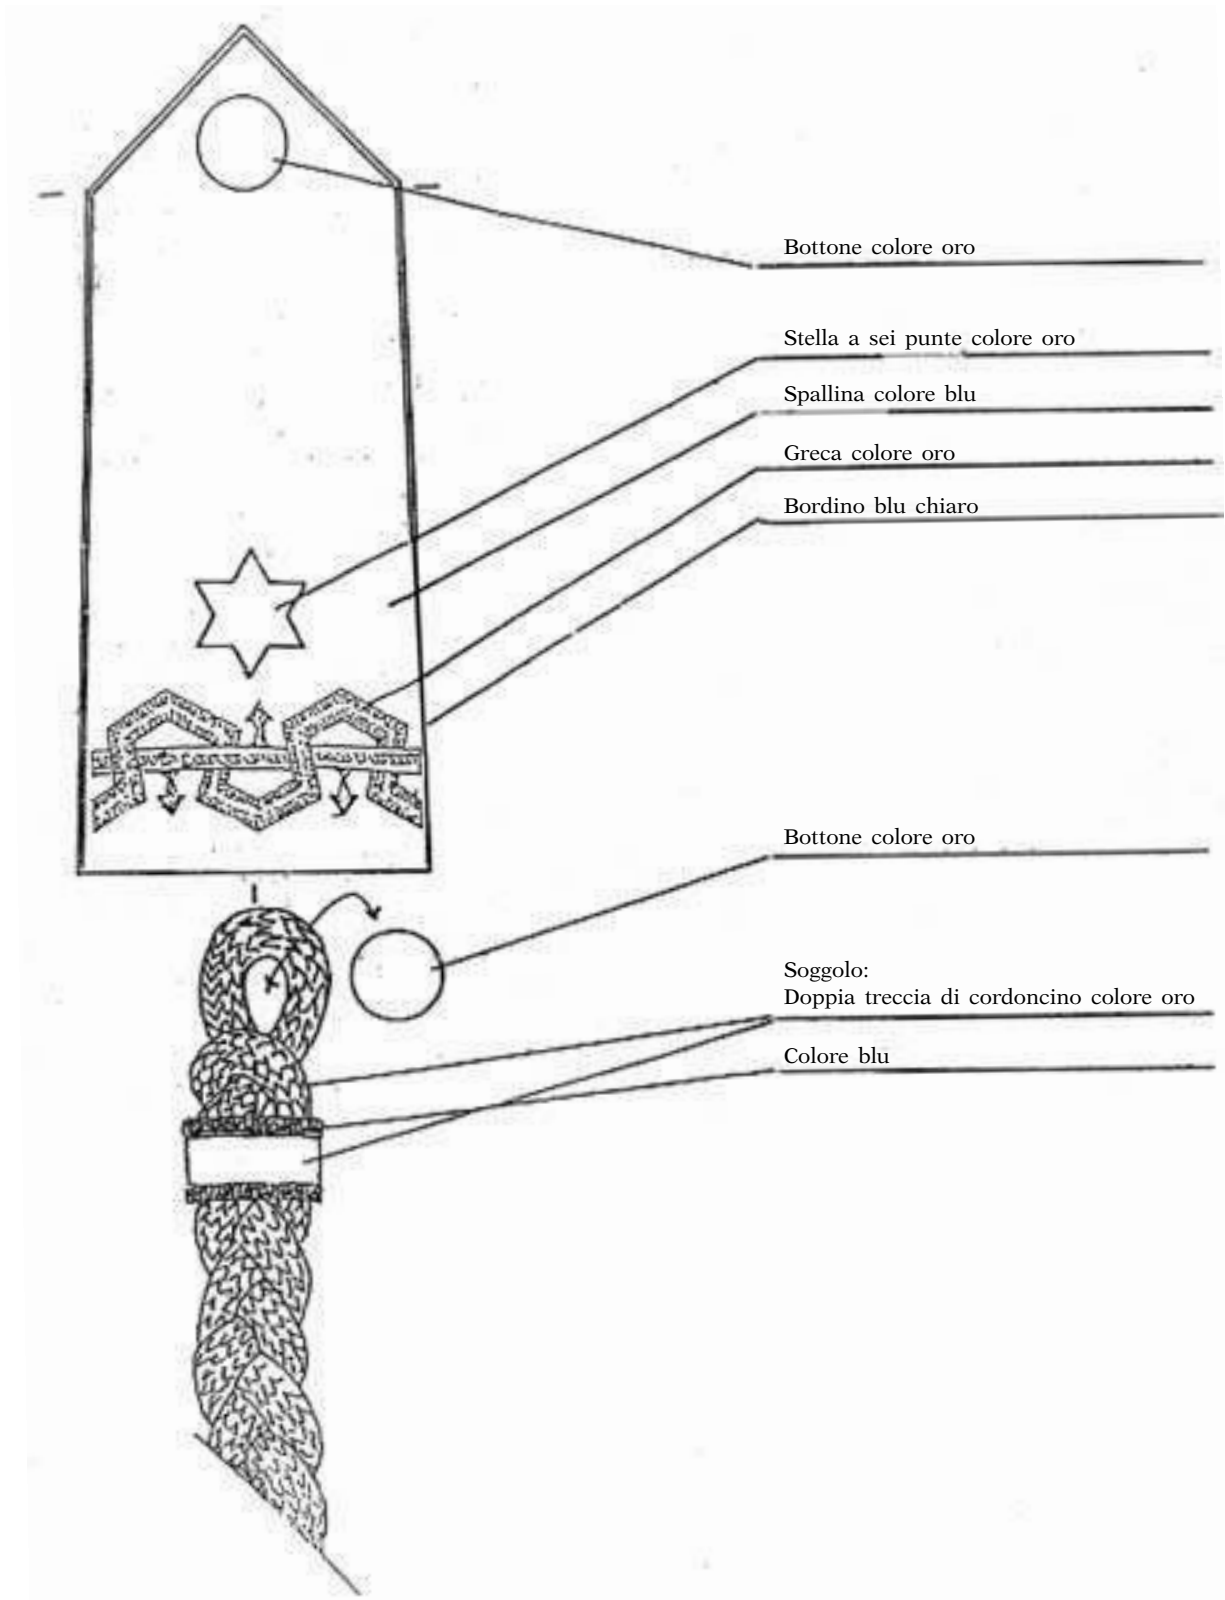 Bottone colore oro
Stella a sei punte colore oro
Spallina colore blu
Greca colore oro
Bordino blu chiaro
Bottone colore oro
Soggolo:
Doppia treccia di cordoncino colore oro
Colore blu